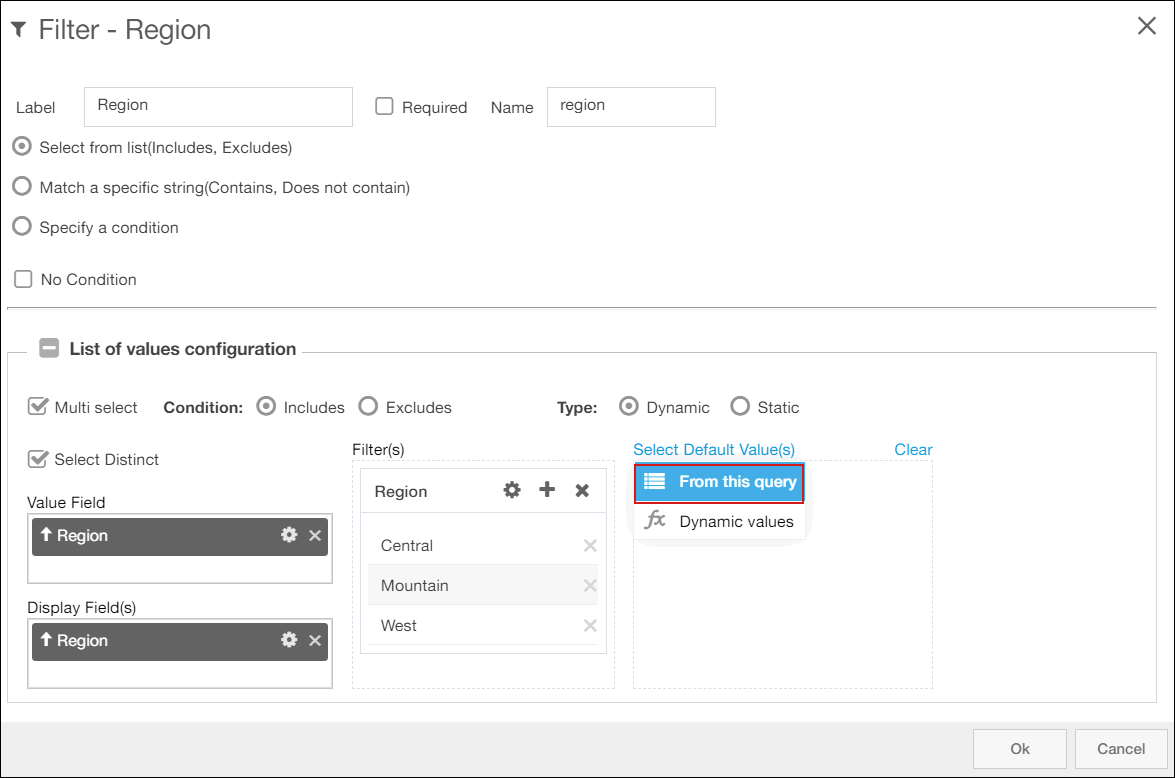 Filter - Region
Label Region Required Name region
Select from list(Includes, Excludes)
Match a specific string(Contains, Does not contain)
Specify a condition
No Condition
List of values configuration
Multi select Condition: Includes Excludes Type: Dynamic Static
Select Distinct
Value Field
Region
Display Field(s)
Region
Filter(s)
Region
Central
Mountain
West
Select Default Value(s) Clear
From this query
fx Dynamic values
Ok Cancel